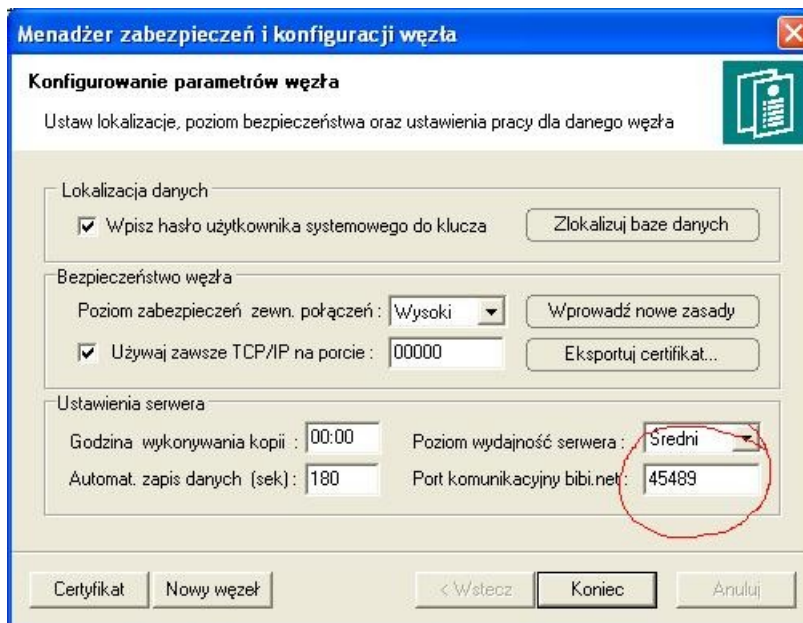 Menadżer zabezpieczeń i konfiguracji węzła
Konfigurowanie parametrów węzła
Ustaw lokalizacje, poziom bezpieczeństwa oraz ustawienia pracy dla danego węzła
Lokalizacja danych
Wpisz hasło użytkownika systemowego do klucza Zlokalizuj baze danych
Bezpieczeństwo węzła
Poziom zabezpieczeń zewn. połączeń : Wysoki Wprowadź nowe zasady
Używaj zawsze TCP/IP na porcie : 00000 Eksportuj certifikat...
Ustawienia serwera
Godzina wykonywania kopii : 00:00 Poziom wydajność serwera : Średni
Automat. zapis danych (sek) : 180 Port komunikacyjny bibi.net : 45489
Certyfikat Nowy węzeł < Wstecz Koniec Anuluj